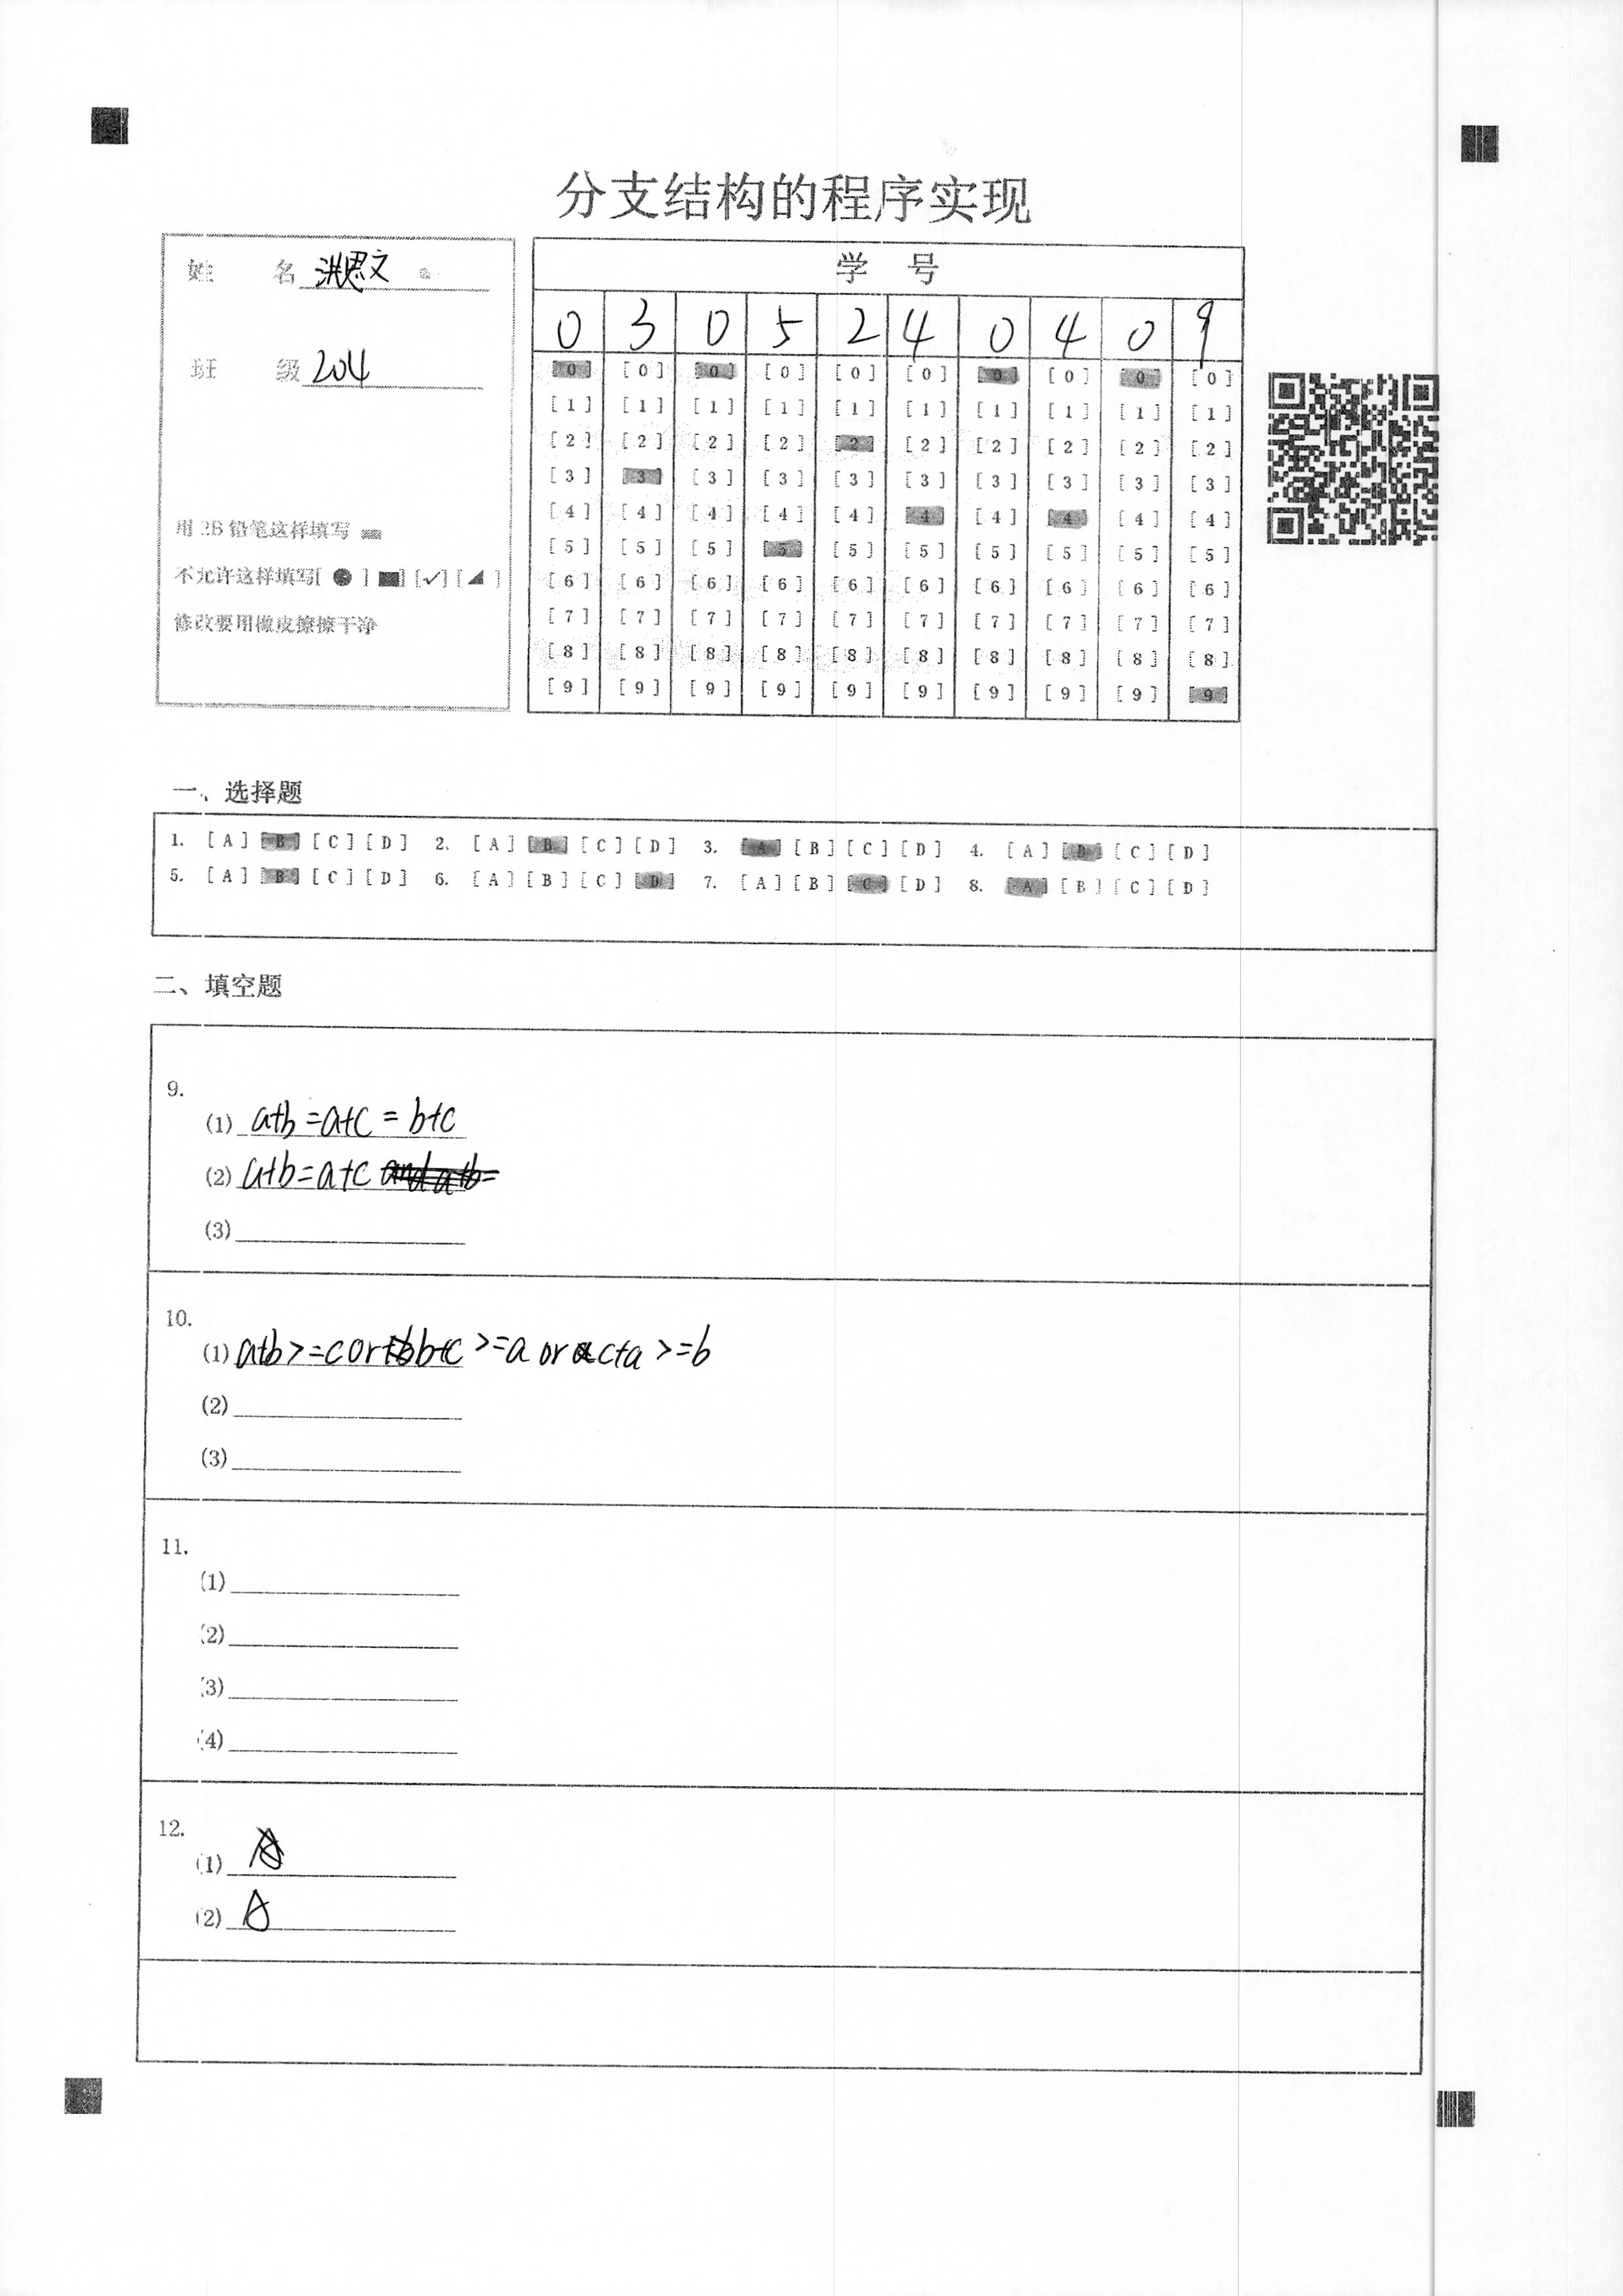 分支结构的程序实现
姓 名 洪思文
班 级 204
用 2B 铅笔这样填写
不允许这样填写[ ● ] [■] [✓] [◢ ]
修改要用橡皮擦擦干净
学 号
0 3 0 5 2 4 0 4 0 9
[0] [0] [0] [0] [0] [0] [0] [0] [0] [0]
[1] [1] [1] [1] [1] [1] [1] [1] [1] [1]
[2] [2] [2] [2] [2] [2] [2] [2] [2] [2]
[3] [3] [3] [3] [3] [3] [3] [3] [3] [3]
[4] [4] [4] [4] [4] [4] [4] [4] [4] [4]
[5] [5] [5] [5] [5] [5] [5] [5] [5] [5]
[6] [6] [6] [6] [6] [6] [6] [6] [6] [6]
[7] [7] [7] [7] [7] [7] [7] [7] [7] [7]
[8] [8] [8] [8] [8] [8] [8] [8] [8] [8]
[9] [9] [9] [9] [9] [9] [9] [9] [9] [9]
一、选择题
1. [A] [B] [C] [D] 2. [A] [B] [C] [D] 3. [A] [B] [C] [D] 4. [A] [B] [C] [D]
5. [A] [B] [C] [D] 6. [A] [B] [C] [D] 7. [A] [B] [C] [D] 8. [A] [B] [C] [D]
二、填空题
9.
(1) a+b=a+c=b+c
(2) a+b=a+c
(3)
10.
(1) a+b>=c or b+c>=a or c+a>=b
(2)
(3)
11.
(1)
(2)
(3)
(4)
12.
(1)
(2) A